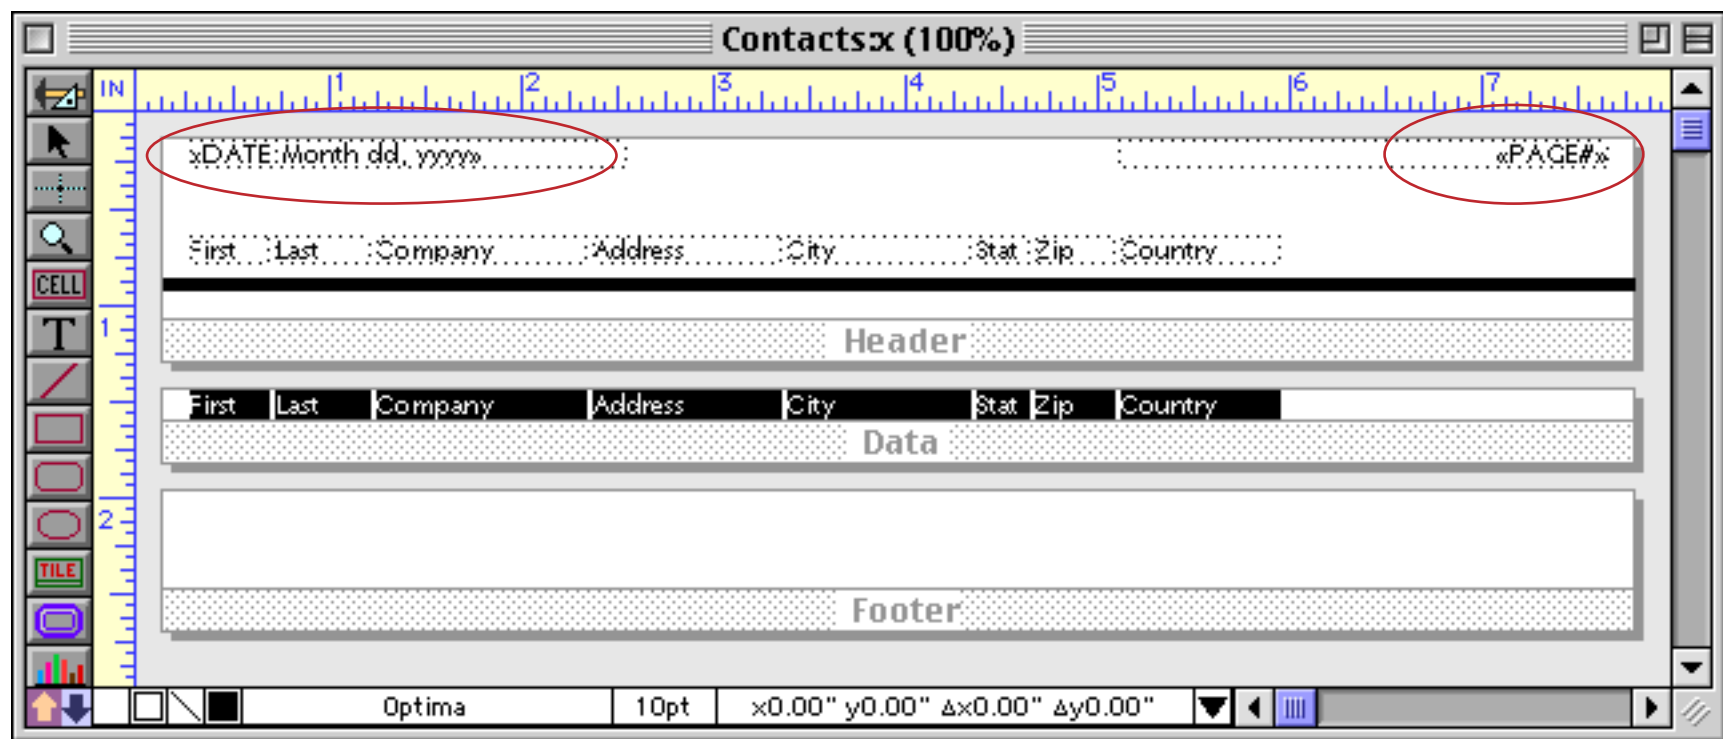 Contacts:x (100%)
IN 1 2 3 4 5 6 7
«DATE:Month dd, yyyy» «PAGE#»
First Last Company Address City Stat Zip Country
CELL
T
1
Header
First Last Company Address City Stat Zip Country
Data
2
TILE
Footer
Optima 10pt x0.00" y0.00" Δx0.00" Δy0.00"